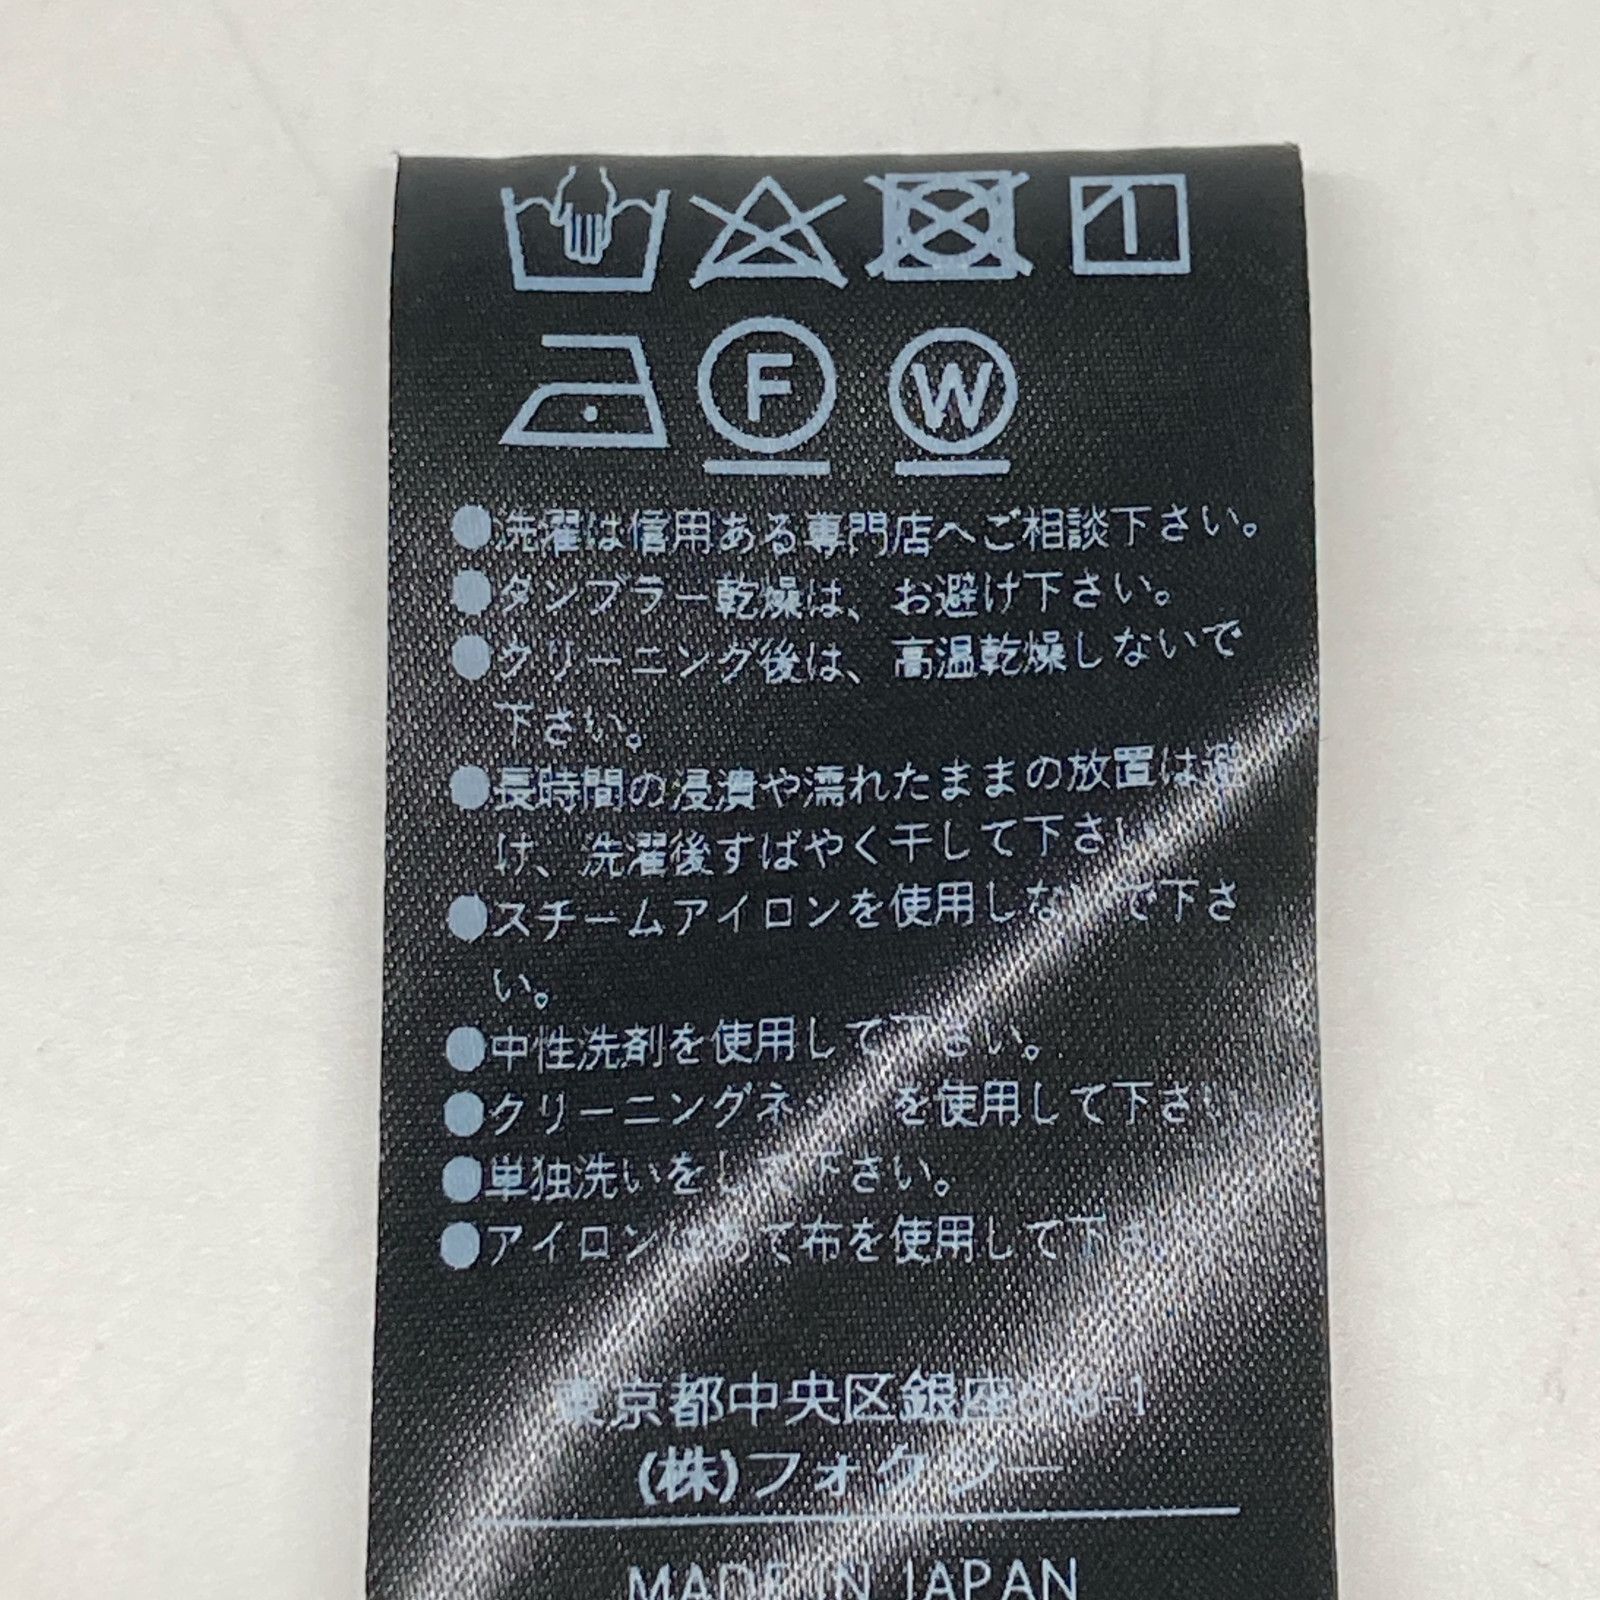 F W
●洗濯は信用ある専門店へご相談下さい。
●タンブラー乾燥は、お避け下さい。
●クリーニング後は、高温乾燥しないで
下さい。
●長時間の浸漬や濡れたままの放置は避
け、洗濯後すばやく干して下さい
●スチームアイロンを使用しないで下さ
い。
●中性洗剤を使用して下さい。
●クリーニングネットを使用して下さい。
●単独洗いをして下さい。
●アイロンはあて布を使用して下さい
東京都中央区銀座
(株)フォクシー
MADE IN JAPAN